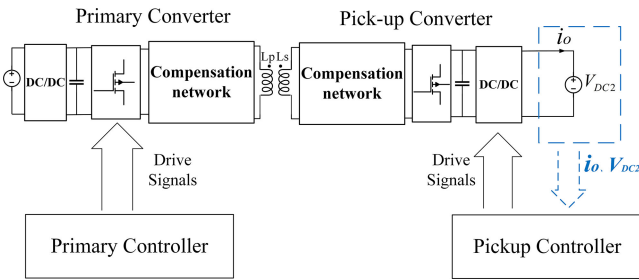 Primary Converter
Pick-up Converter
DC/DC
Compensation
network
Lp Ls
Compensation
network
DC/DC
io
VDC2
Drive
Signals
Drive
Signals
io. VDC2
Primary Controller
Pickup Controller